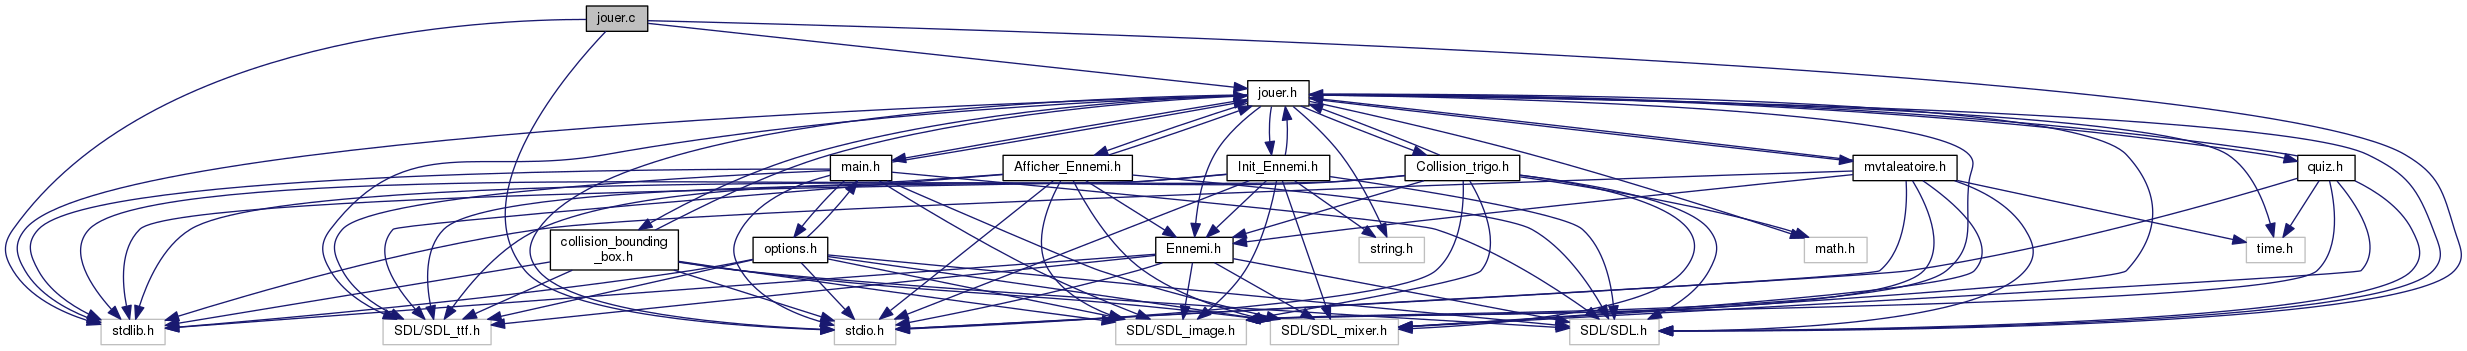 jouer.c
jouer.h
main.h
Afficher_Ennemi.h
Init_Ennemi.h
Collision_trigo.h
mvtaleatoire.h
quiz.h
collision_bounding
_box.h
options.h
Ennemi.h
string.h
math.h
time.h
stdlib.h
SDL/SDL_ttf.h
stdio.h
SDL/SDL_image.h
SDL/SDL_mixer.h
SDL/SDL.h